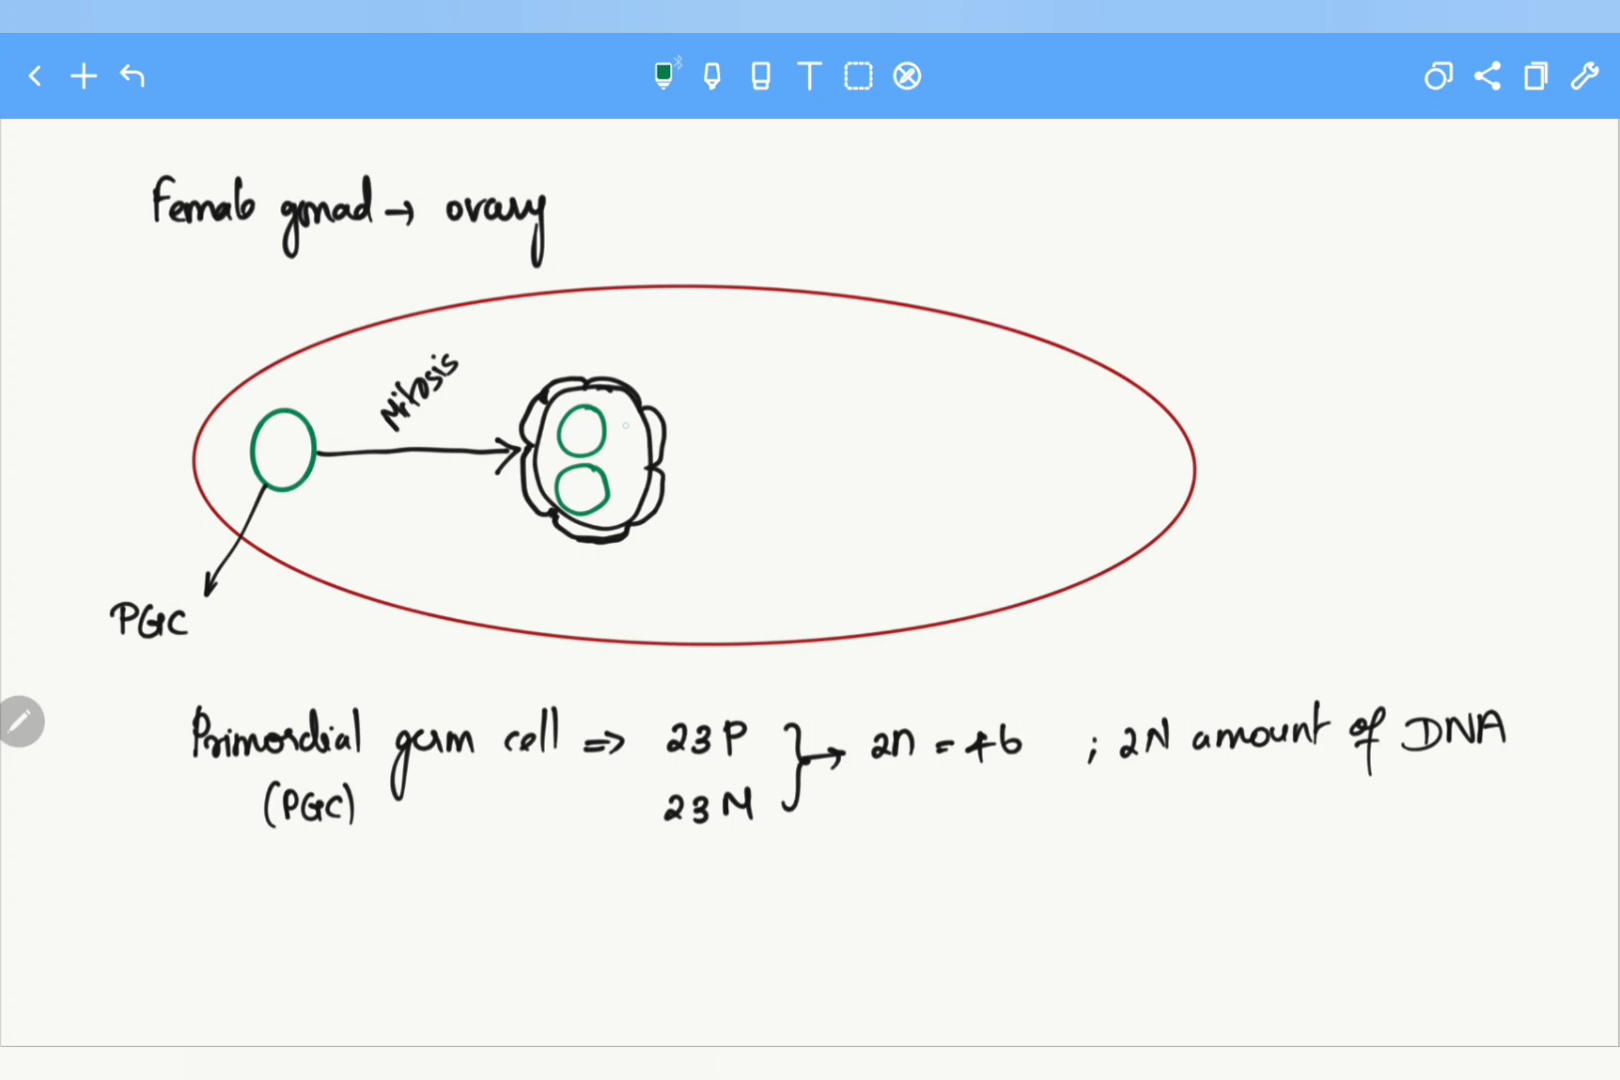 Female gonad → ovary
Mitosis
PGC
Primordial germ cell ⇒ 23 P } → 2n = 46 ; 2N amount of DNA
(PGC) 23 M